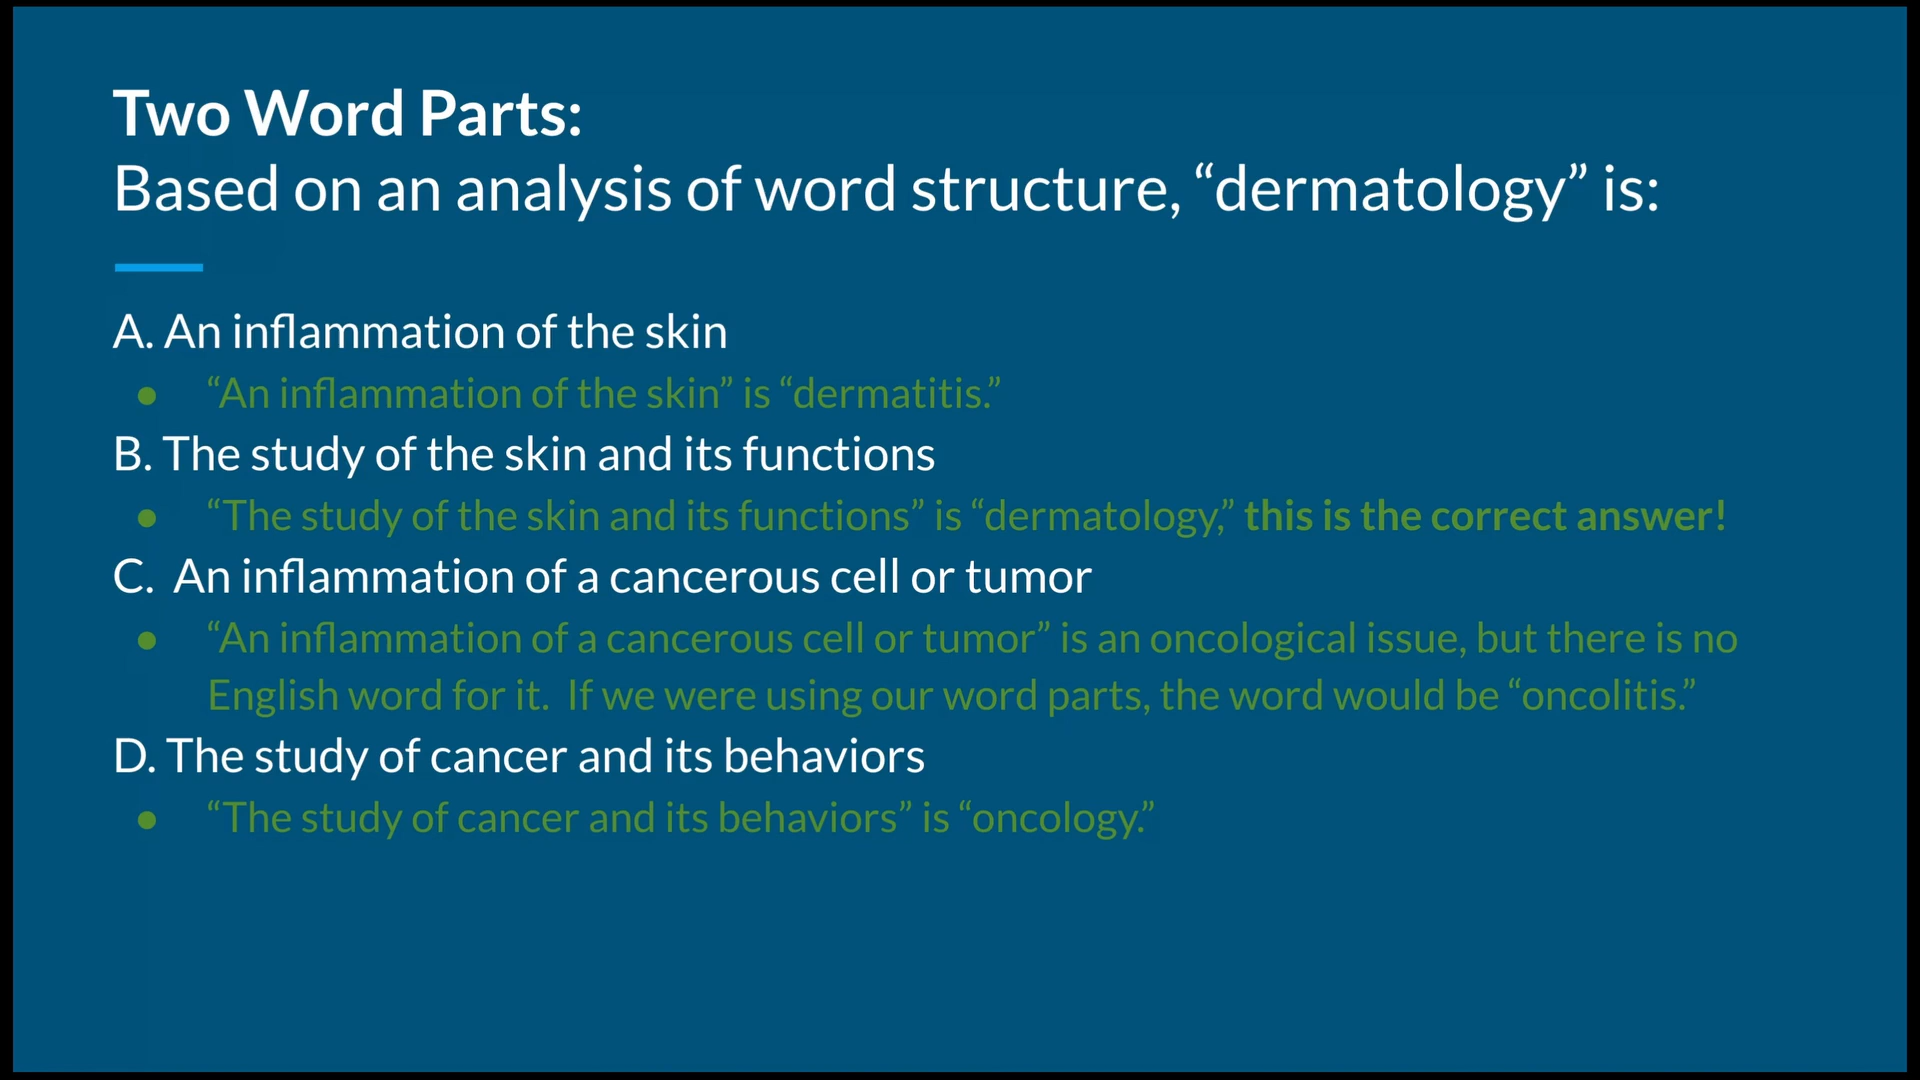 Two Word Parts:
Based on an analysis of word structure, “dermatology” is:
A. An inflammation of the skin
● “An inflammation of the skin” is “dermatitis.”
B. The study of the skin and its functions
● “The study of the skin and its functions” is “dermatology,” this is the correct answer!
C.  An inflammation of a cancerous cell or tumor
● “An inflammation of a cancerous cell or tumor” is an oncological issue, but there is no
English word for it.  If we were using our word parts, the word would be “oncolitis.”
D. The study of cancer and its behaviors
● “The study of cancer and its behaviors” is “oncology.”